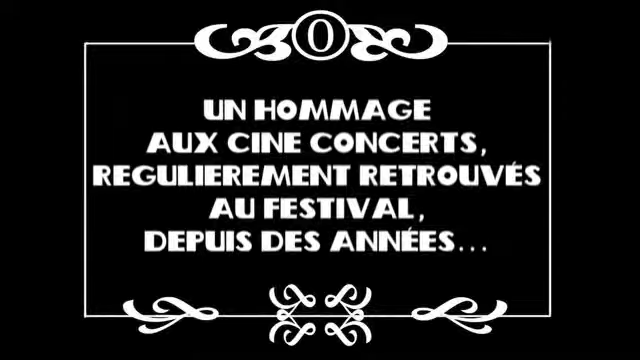 O
UN HOMMAGE
AUX CINE CONCERTS,
REGULIEREMENT RETROUVÉS
AU FESTIVAL,
DEPUIS DES ANNÉES...